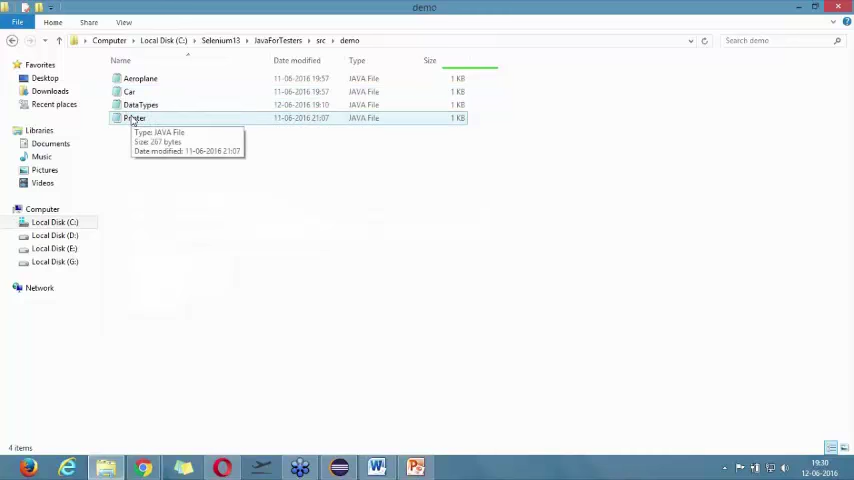 demo
File
Home
Share
View
Computer
Local Disk (C:)
Selenium13
JavaForTesters
src
demo
Search demo
Favorites
Desktop
Downloads
Recent places
Libraries
Documents
Music
Pictures
Videos
Computer
Local Disk (C:)
Local Disk (D:)
Local Disk (E:)
Local Disk (G:)
Network
Name
Date modified
Type
Size
Aeroplane
11-06-2016 19:57
JAVA File
1 KB
Car
11-06-2016 19:57
JAVA File
1 KB
DataTypes
12-06-2016 19:10
JAVA File
1 KB
Printer
11-06-2016 21:07
JAVA File
1 KB
Type: JAVA File
Size: 267 bytes
Date modified: 11-06-2016 21:07
4 items
19:30
12-06-2016